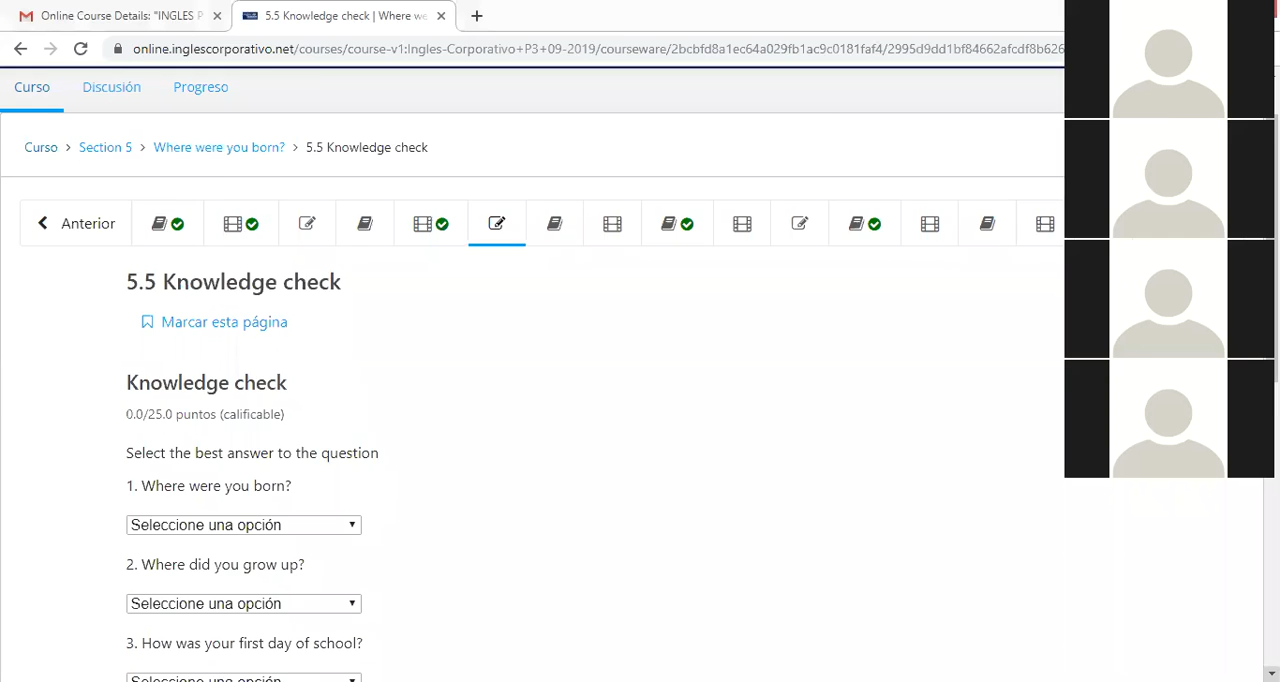 Online Course Details: "INGLES P
5.5 Knowledge check | Where we
online.inglescorporativo.net/courses/course-v1:Ingles-Corporativo+P3+09-2019/courseware/2bcbfd8a1ec64a029fb1ac9c0181faf4/2995d9dd1bf84662afcdf8b626
Curso Discusión Progreso
Curso > Section 5 > Where were you born? > 5.5 Knowledge check
Anterior
5.5 Knowledge check
Marcar esta página
Knowledge check
0.0/25.0 puntos (calificable)
Select the best answer to the question
1. Where were you born?
Seleccione una opción
2. Where did you grow up?
Seleccione una opción
3. How was your first day of school?
Seleccione una opción